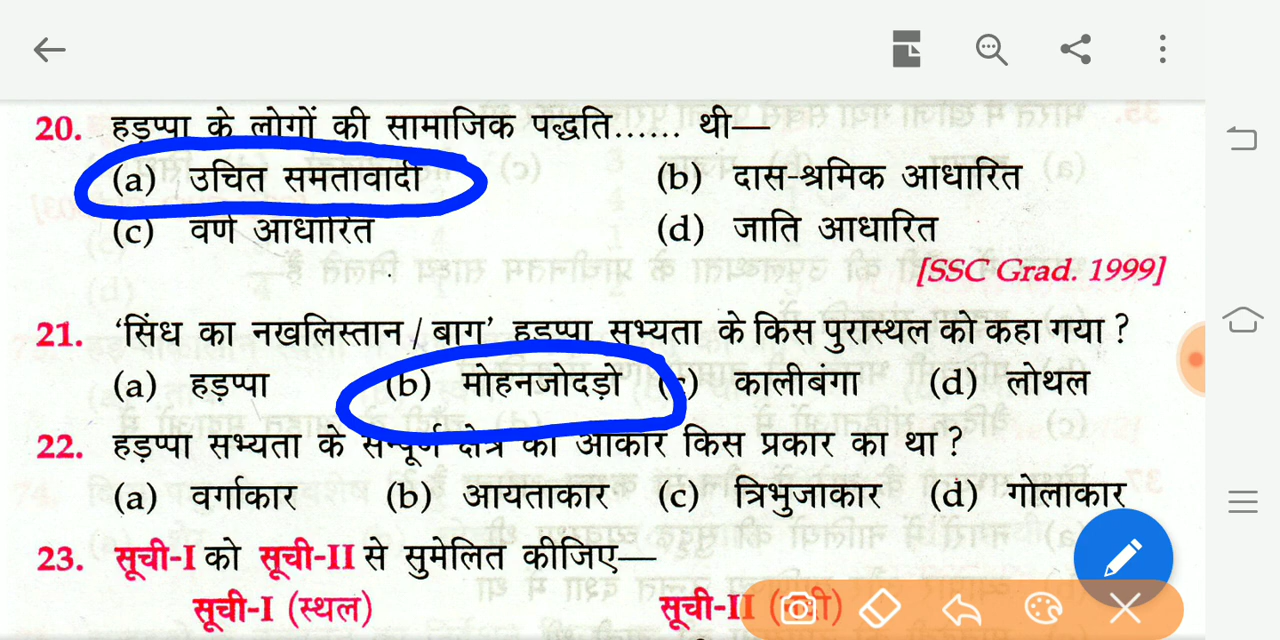 20. हड़प्पा के लोगों की सामाजिक पद्धति...... थी—
(a) उचित समतावादी (b) दास-श्रमिक आधारित
(c) वर्ण आधारित (d) जाति आधारित
[SSC Grad. 1999]
21. ‘सिंध का नखलिस्तान / बाग’ हड़प्पा सभ्यता के किस पुरास्थल को कहा गया ?
(a) हड़प्पा (b) मोहनजोदड़ो (c) कालीबंगा (d) लोथल
22. हड़प्पा सभ्यता के सम्पूर्ण क्षेत्र का आकार किस प्रकार का था ?
(a) वर्गाकार (b) आयताकार (c) त्रिभुजाकार (d) गोलाकार
23. सूची-I को सूची-II से सुमेलित कीजिए—
सूची-I (स्थल) सूची-II (नदी)